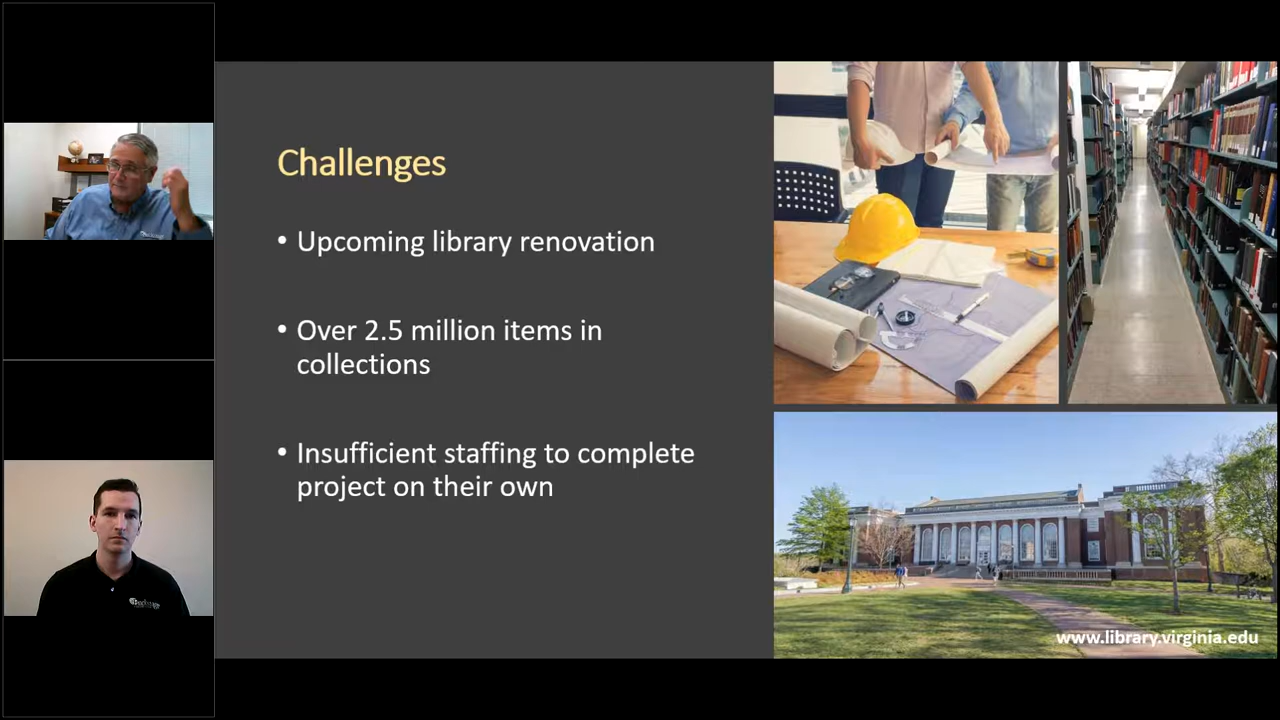 Challenges
• Upcoming library renovation
• Over 2.5 million items in
collections
• Insufficient staffing to complete
project on their own
www.library.virginia.edu